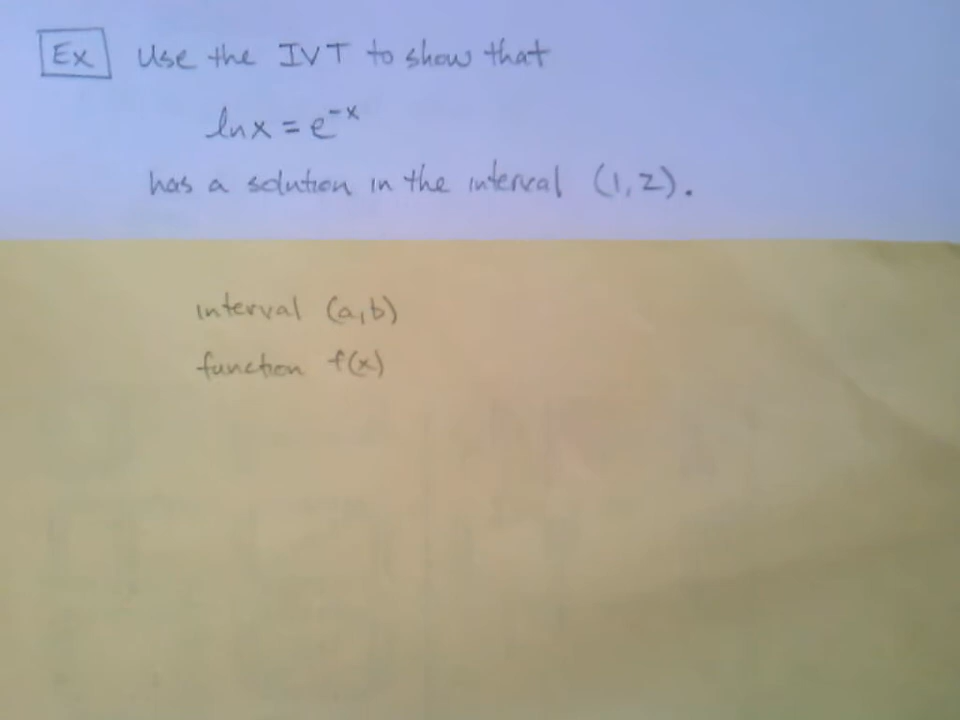 Ex Use the IVT to show that
ln x = e^{-x}
has a solution in the interval (1,2).
interval (a,b)
function f(x)